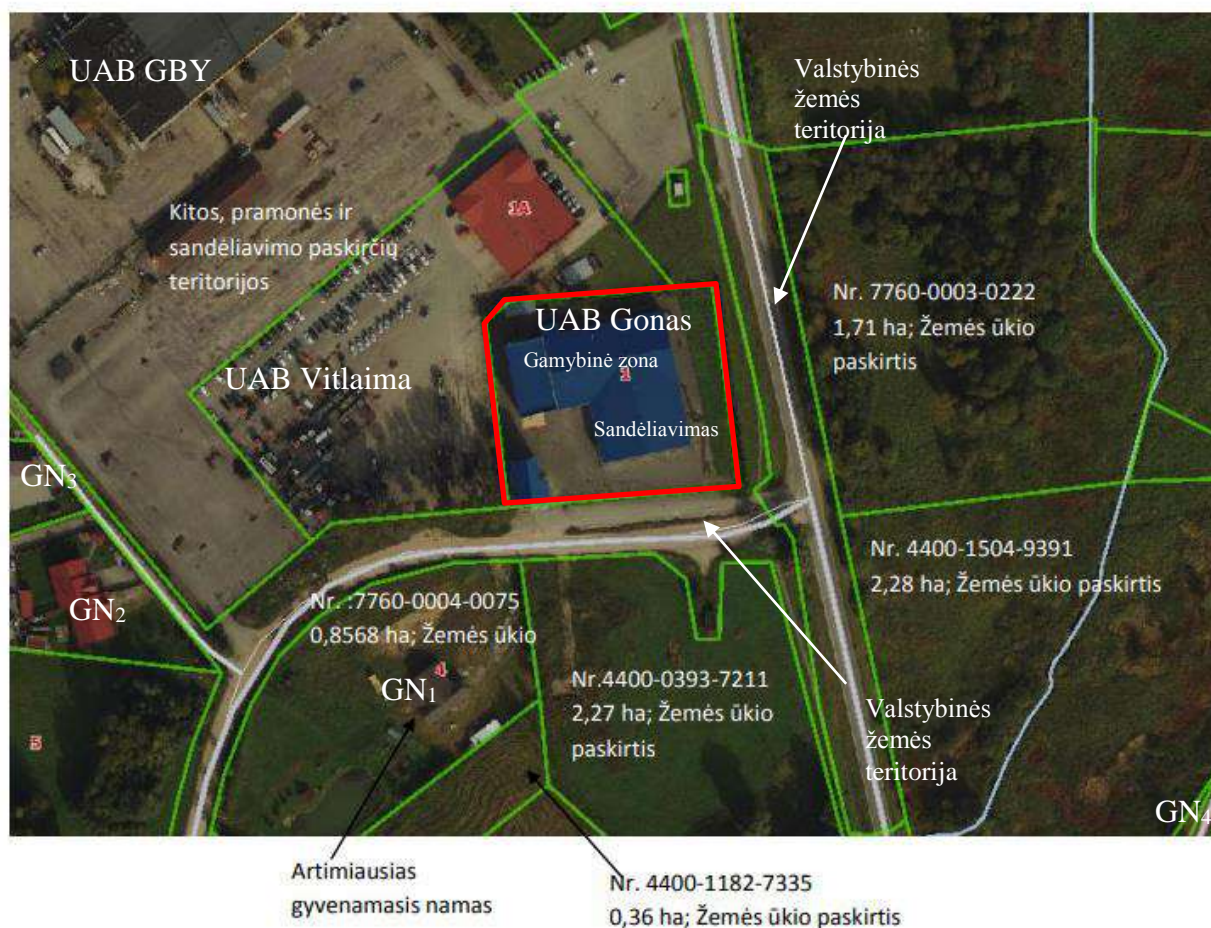 UAB GBY
Valstybinės
žemės
teritorija
1A
Kitos, pramonės ir
sandėliavimo paskirčių
teritorijos
Nr. 7760-0003-0222
1,71 ha; Žemės ūkio
paskirtis
UAB Gonas
Gamybinė zona
1
UAB Vitlaima
Sandėliavimas
GN3
Nr. 4400-1504-9391
2,28 ha; Žemės ūkio paskirtis
GN2
Nr. :7760-0004-0075
0,8568 ha; Žemės ūkio
4
GN1
Nr.4400-0393-7211
2,27 ha; Žemės ūkio
paskirtis
Valstybinės
žemės
teritorija
5
GN4
Artimiausias
gyvenamasis namas
Nr. 4400-1182-7335
0,36 ha; Žemės ūkio paskirtis